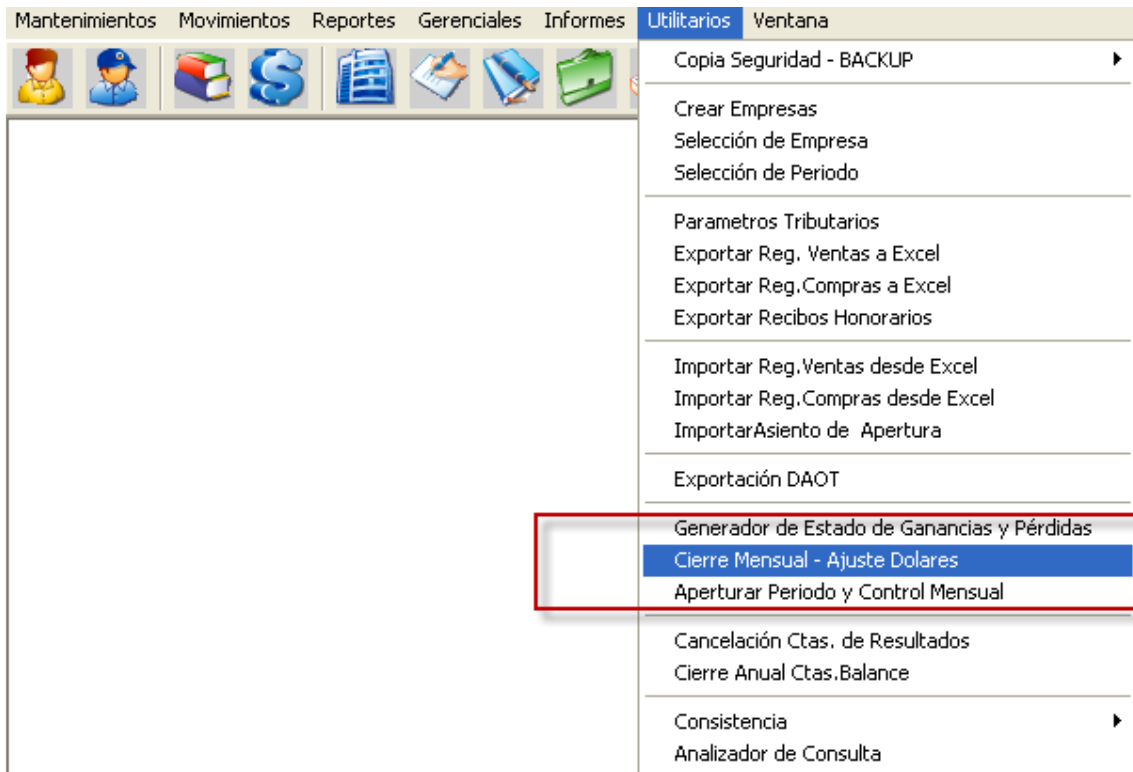 Mantenimientos Movimientos Reportes Gerenciales Informes Utilitarios Ventana
Copia Seguridad - BACKUP
Crear Empresas
Selección de Empresa
Selección de Periodo
Parametros Tributarios
Exportar Reg. Ventas a Excel
Exportar Reg.Compras a Excel
Exportar Recibos Honorarios
Importar Reg.Ventas desde Excel
Importar Reg.Compras desde Excel
ImportarAsiento de Apertura
Exportación DAOT
Generador de Estado de Ganancias y Pérdidas
Cierre Mensual - Ajuste Dolares
Aperturar Periodo y Control Mensual
Cancelación Ctas. de Resultados
Cierre Anual Ctas.Balance
Consistencia
Analizador de Consulta